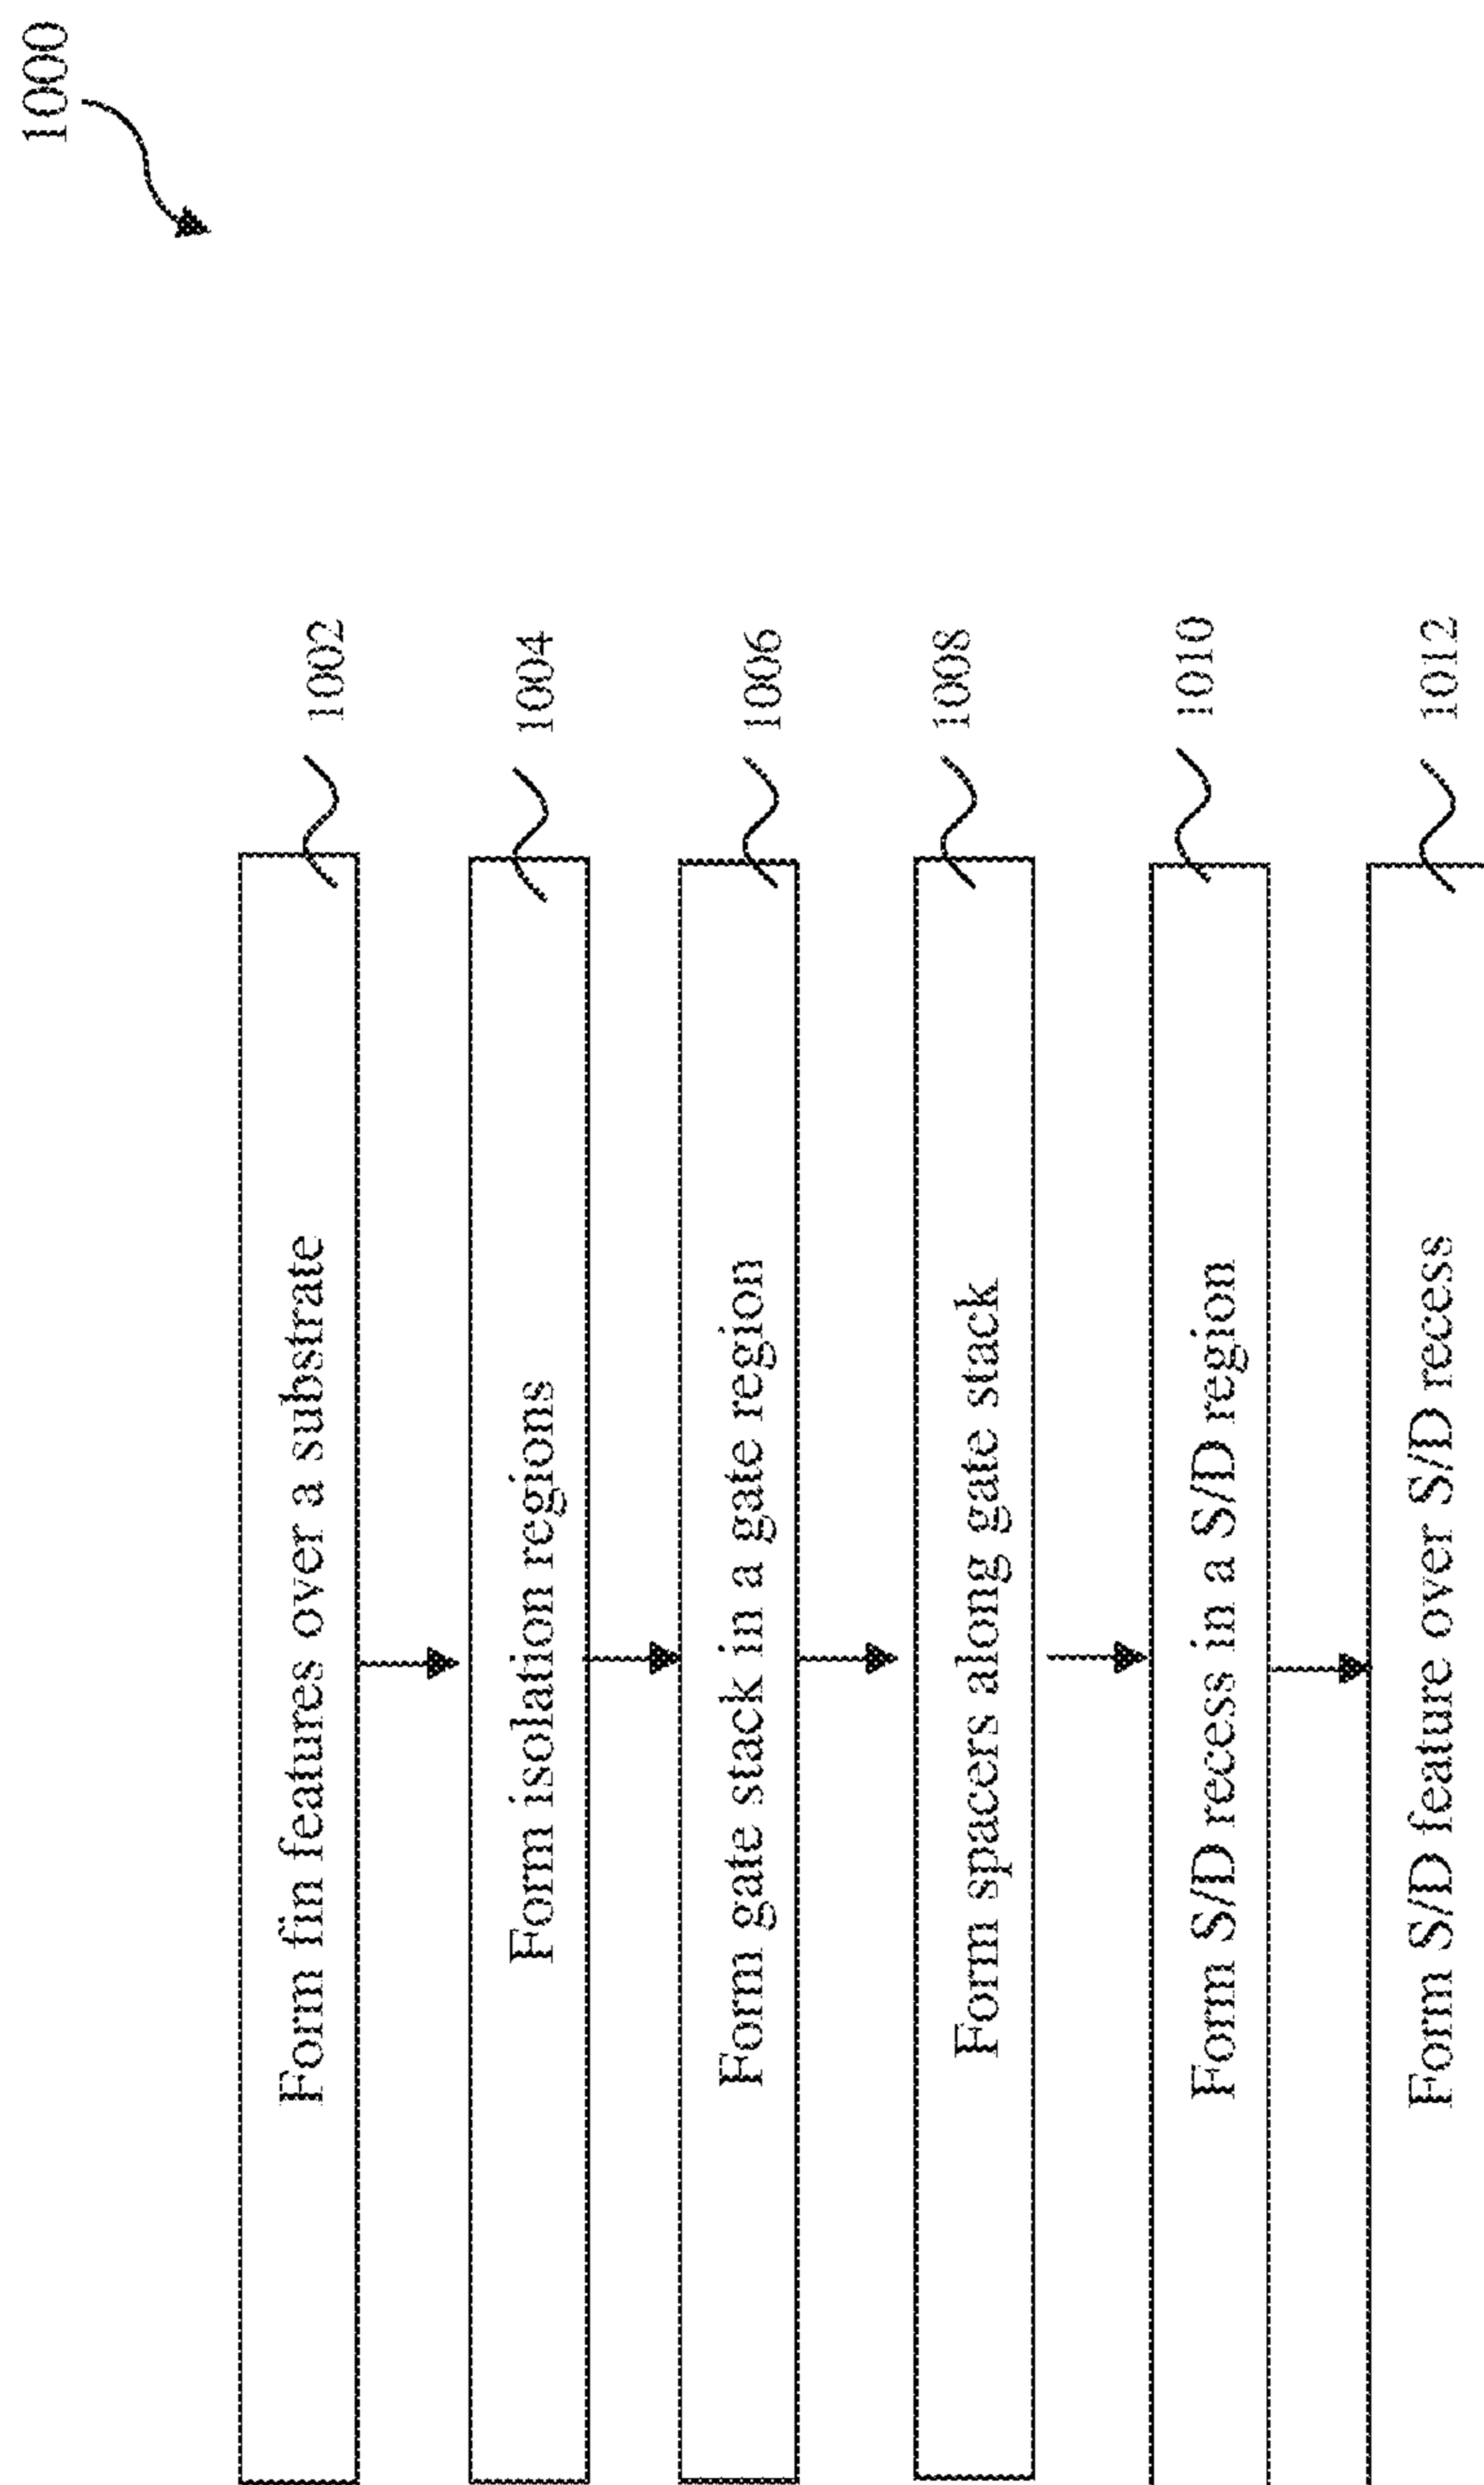 1000
Form fin features over a substrate
1002
Form isolation regions
1004
Form gate stack in a gate region
1006
Form spacers along gate stack
1008
Form S/D recess in a S/D region
1010
Form S/D feature over S/D recess
1012